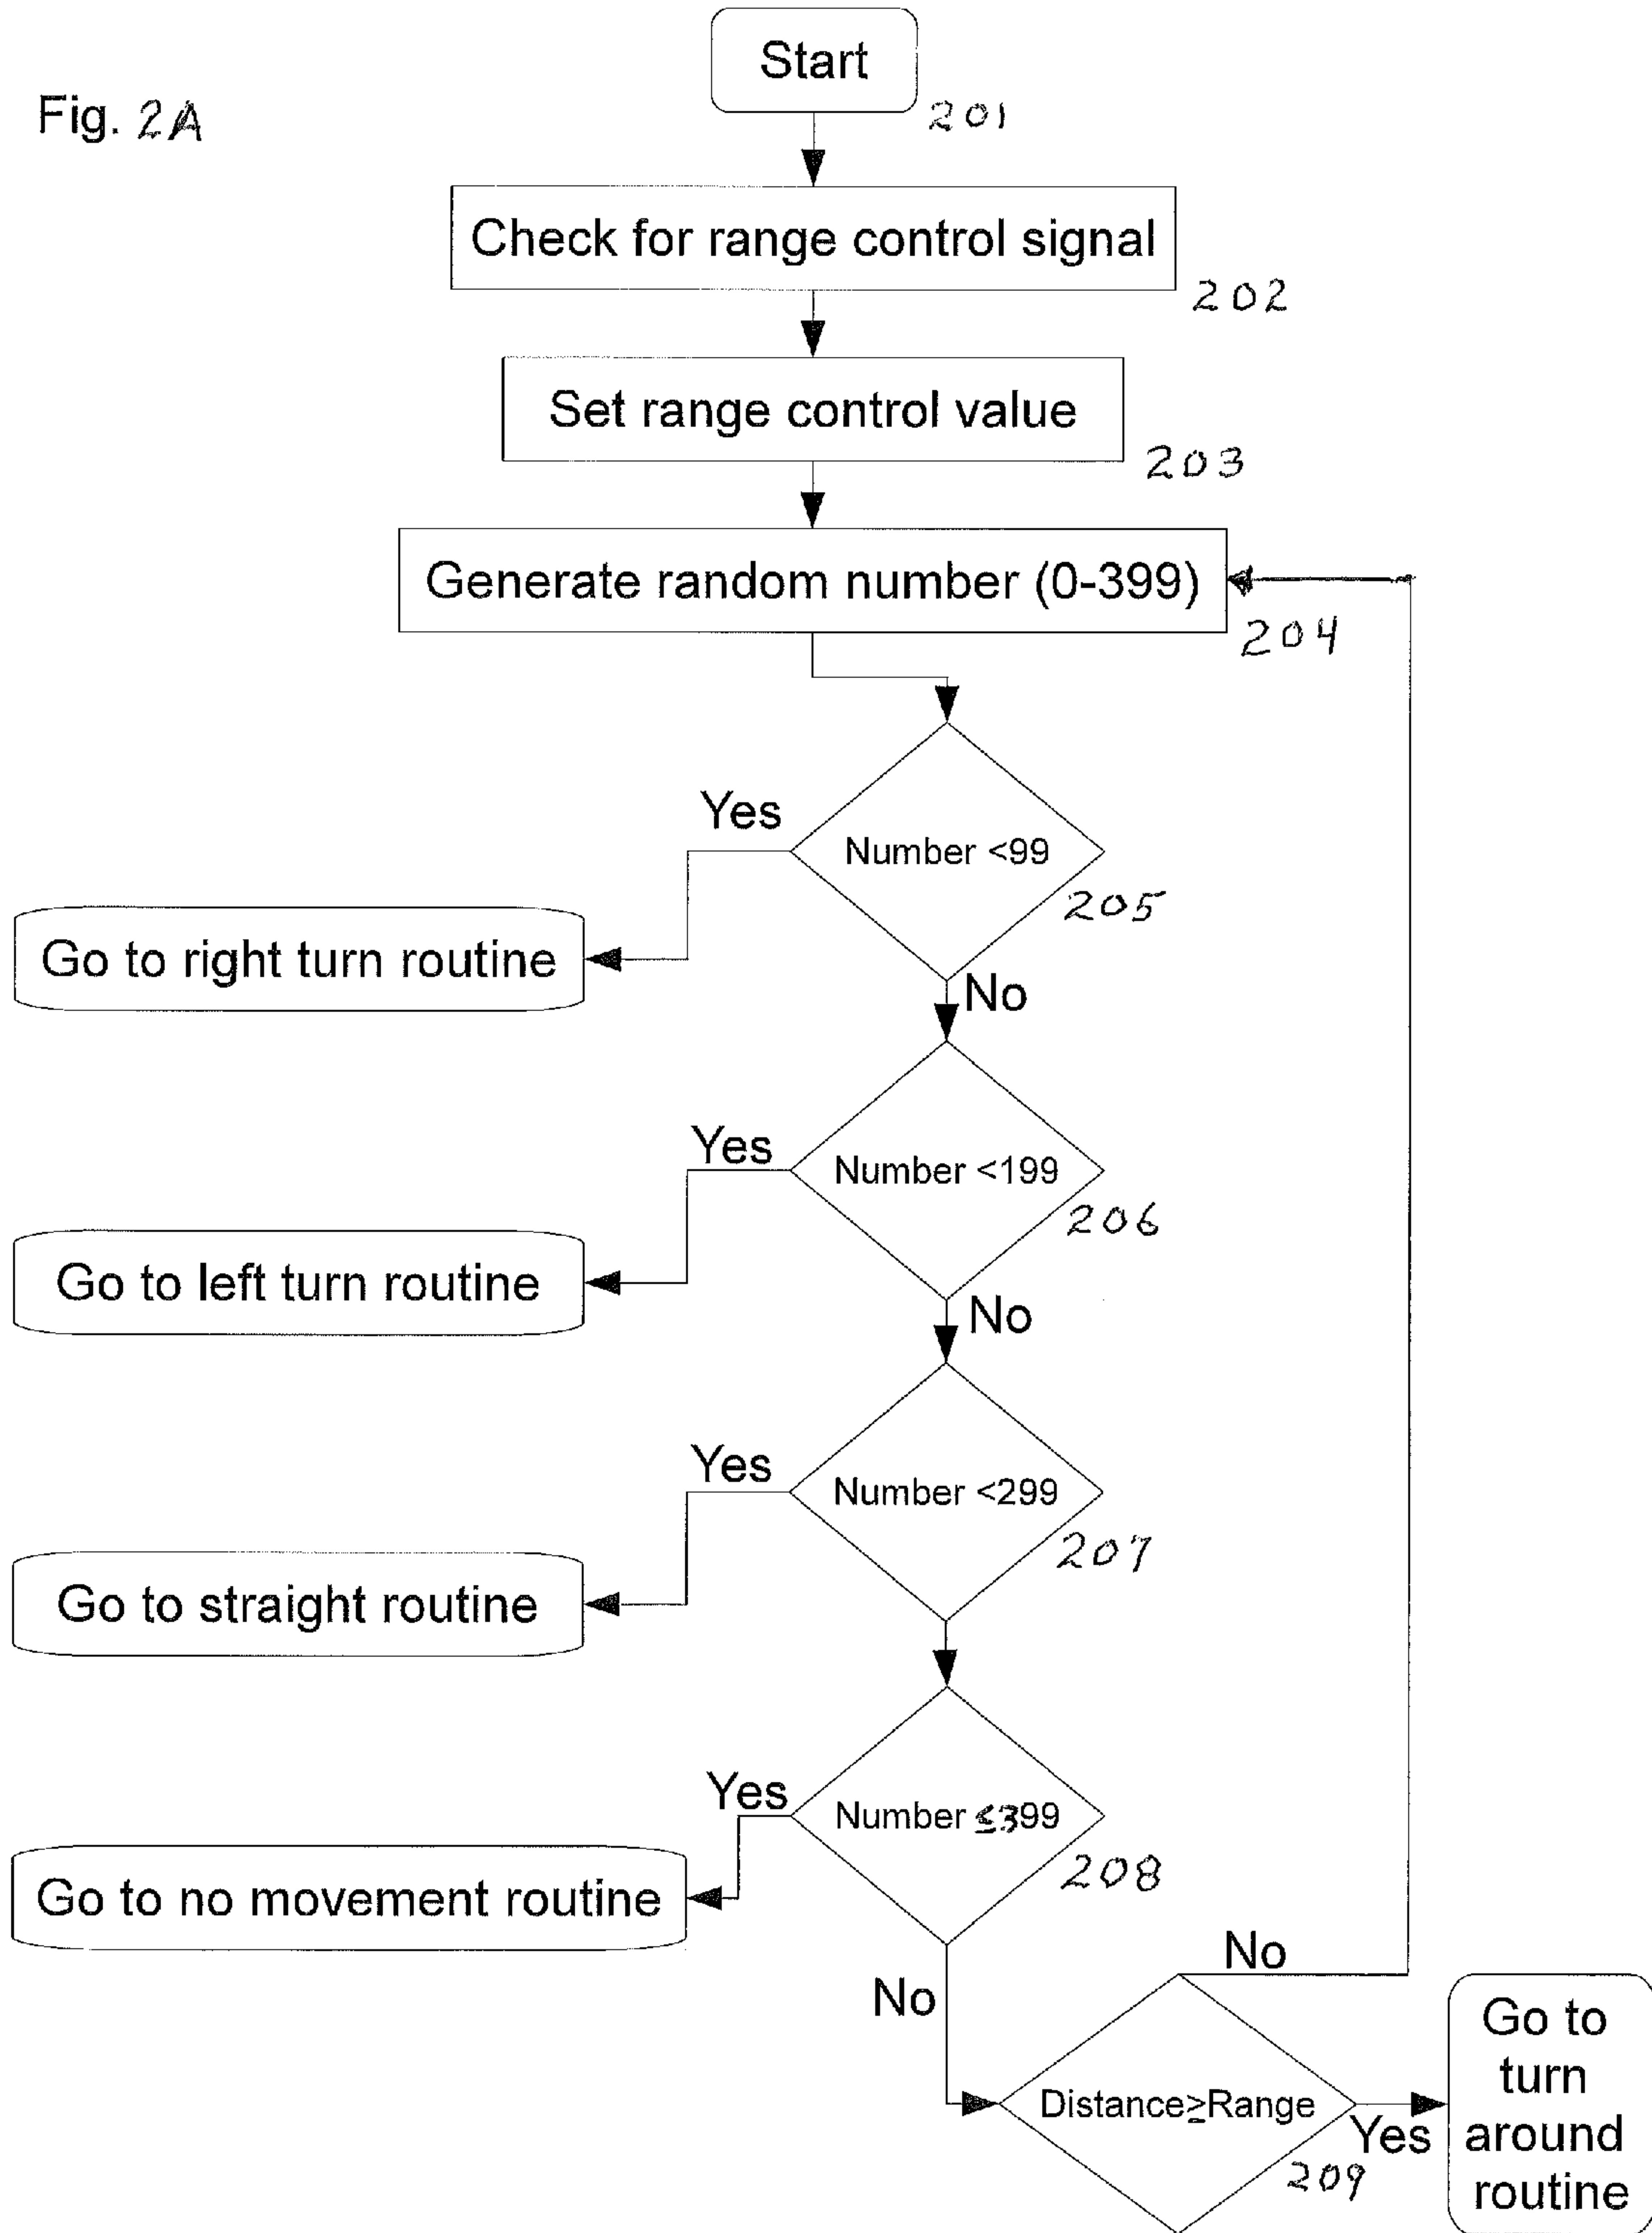 Start
Fig. 2A
201
Check for range control signal
202
Set range control value
203
Generate random number (0-399)
204
Yes
Number <99
205
Go to right turn routine
No
Yes
Number <199
206
Go to left turn routine
No
Yes
Number <299
207
Go to straight routine
Yes
Number ≤399
208
Go to no movement routine
No
No
Distance≥Range
Yes
209
Go to
turn
around
routine